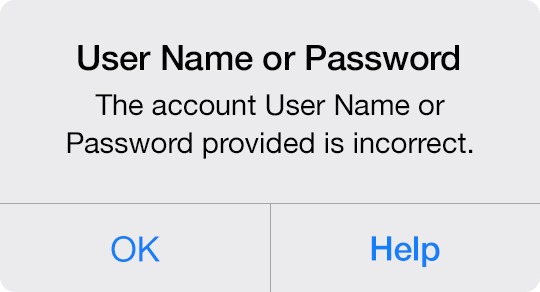 User Name or Password
The account User Name or
Password provided is incorrect.
OK
Help